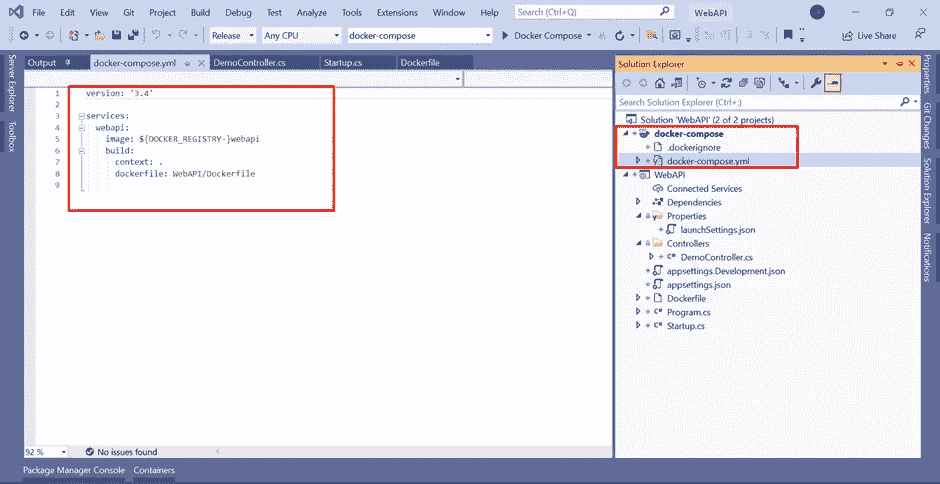 File Edit View Git Project Build Debug Test Analyze Tools Extensions Window Help Search (Ctrl+Q) WebAPI
Release Any CPU docker-compose Docker Compose Live Share
Server Explorer
Toolbox
Output docker-compose.yml DemoController.cs Startup.cs Dockerfile
1 version: '3.4'
2
3 services:
4 webapi:
5 image: ${DOCKER_REGISTRY-}webapi
6 build:
7 context: .
8 dockerfile: WebAPI/Dockerfile
9
92 % No issues found
Package Manager Console Containers
Solution Explorer
Search Solution Explorer (Ctrl+;)
Solution 'WebAPI' (2 of 2 projects)
docker-compose
.dockerignore
docker-compose.yml
WebAPI
Connected Services
Dependencies
Properties
launchSettings.json
Controllers
DemoController.cs
appsettings.Development.json
appsettings.json
Dockerfile
Program.cs
Startup.cs
Properties
Git Changes
Solution Explorer
Notifications